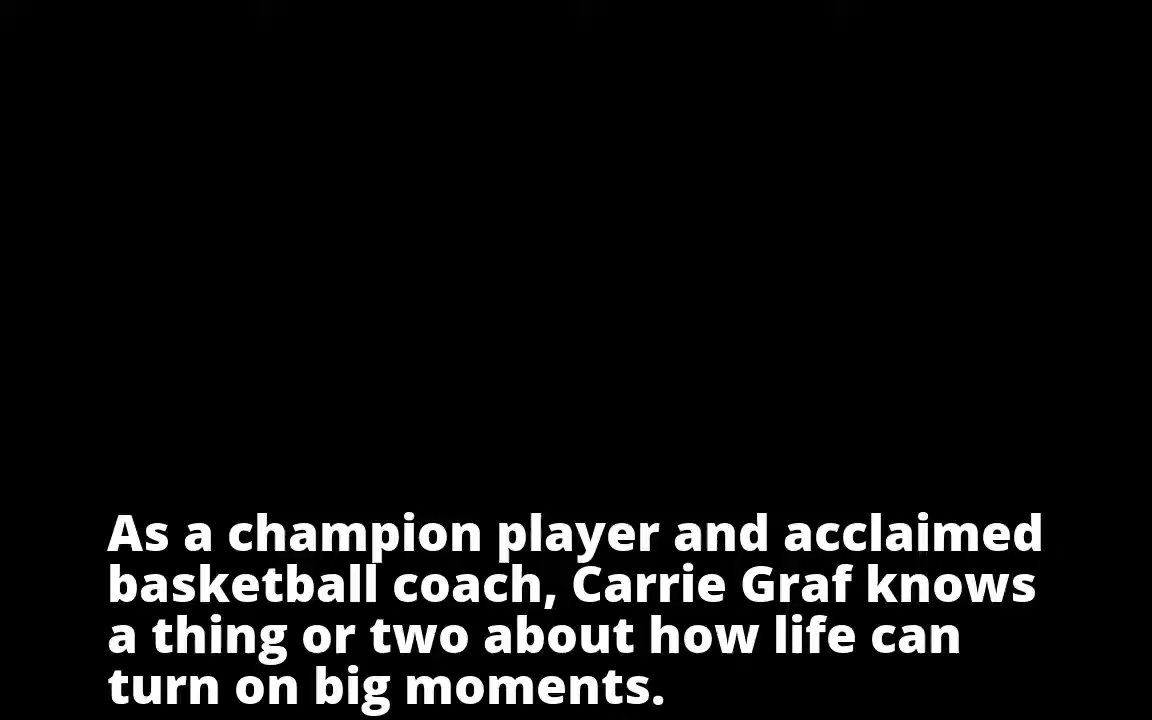 As a champion player and acclaimed
basketball coach, Carrie Graf knows
a thing or two about how life can
turn on big moments.